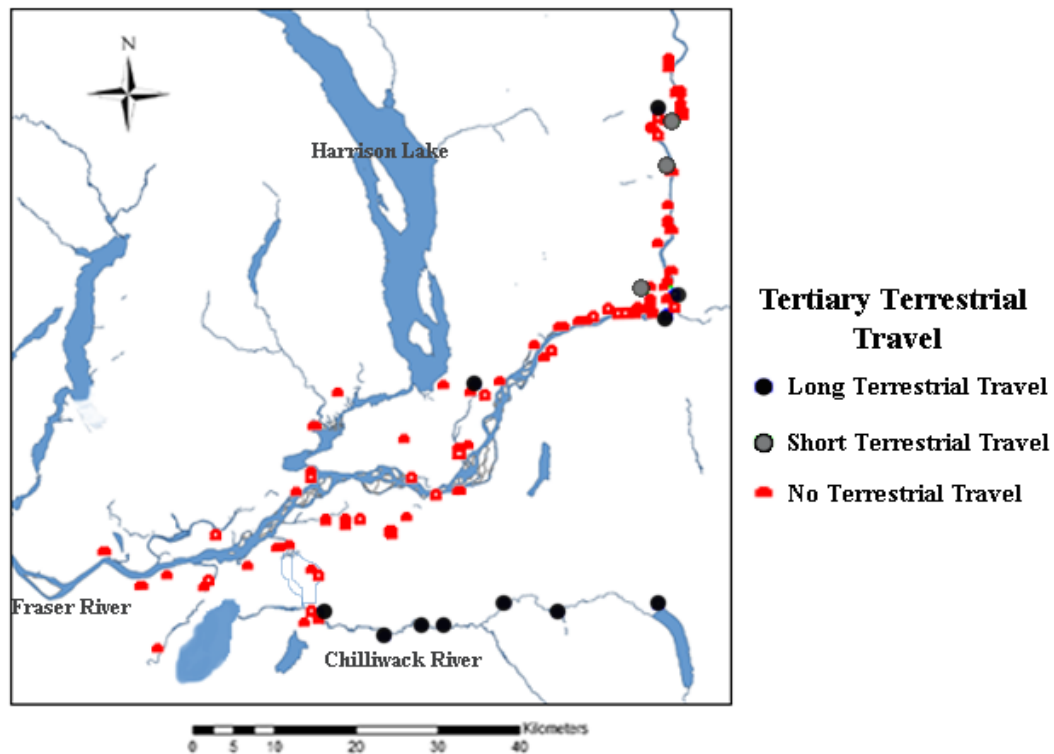 N
Harrison Lake
Fraser River
Chilliwack River
Tertiary Terrestrial
Travel
Long Terrestrial Travel
Short Terrestrial Travel
No Terrestrial Travel
Kilometers
0 5 10 20 30 40